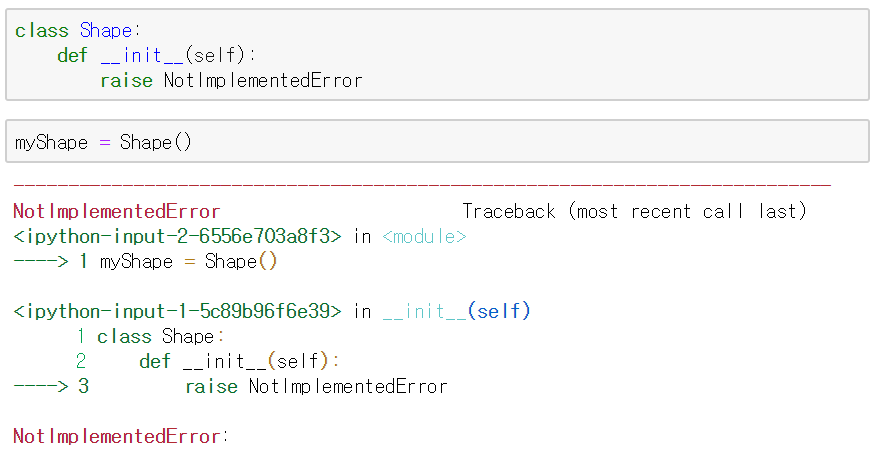 class Shape:
    def __init__(self):
        raise NotImplementedError
myShape = Shape()
---------------------------------------------------------------------------
NotImplementedError                       Traceback (most recent call last)
<ipython-input-2-6556e703a8f3> in <module>
----> 1 myShape = Shape()
<ipython-input-1-5c89b96f6e39> in __init__(self)
      1 class Shape:
      2     def __init__(self):
----> 3         raise NotImplementedError
NotImplementedError: